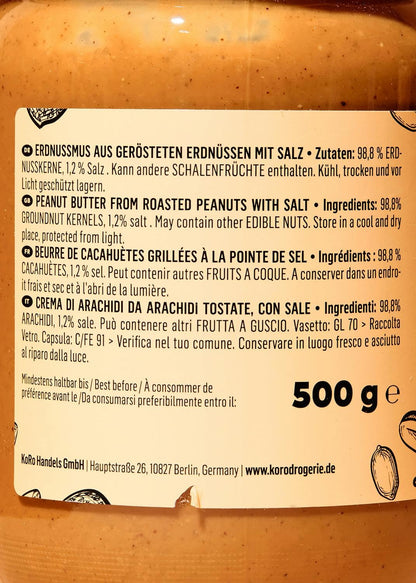 DE ERDNUSSMUS AUS GERÖSTETEN ERDNÜSSEN MIT SALZ • Zutaten: 98,8 % ERD-
NUSSKERNE, 1,2 % Salz . Kann andere SCHALENFRÜCHTE enthalten. Kühl, trocken und vor
Licht geschützt lagern.
GB PEANUT BUTTER FROM ROASTED PEANUTS WITH SALT • Ingredients: 98,8%
GROUNDNUT KERNELS, 1,2% salt . May contain other EDIBLE NUTS. Store in a cool and dry
place, protected from light.
FR BEURRE DE CACAHUÈTES GRILLÉES À LA POINTE DE SEL • Ingrédients : 98,8 %
CACAHUÈTES, 1,2 % sel. Peut contenir autres FRUITS A COQUE. A conserver dans un endro-
it frais et sec et à l'abri de la lumière.
IT CREMA DI ARACHIDI DA ARACHIDI TOSTATE, CON SALE • Ingredienti: 98,8%
ARACHIDI, 1,2% sale. Può contenere altri FRUTTA A GUSCIO. Vasetto: GL 70 > Raccolta
Vetro. Capsula: C/FE 91 > Verifica nel tuo comune. Conservare in luogo fresco e asciutto
al riparo dalla luce.
Mindestens haltbar bis / Best before / À consommer de
préférence avant le /Da consumarsi preferibilmente entro il:
500 g e
KoRo Handels GmbH | Hauptstraße 26, 10827 Berlin, Germany | www.korodrogerie.de